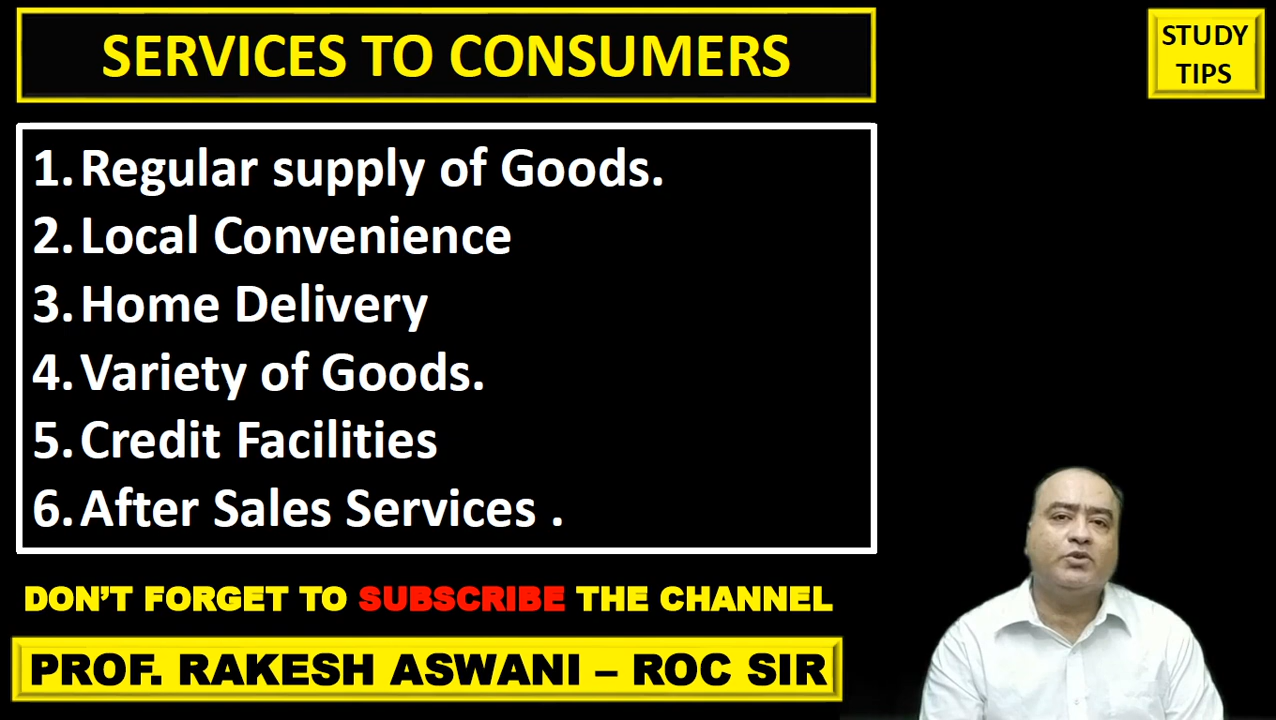 SERVICES TO CONSUMERS
STUDY
TIPS
1. Regular supply of Goods.
2. Local Convenience
3. Home Delivery
4. Variety of Goods.
5. Credit Facilities
6. After Sales Services .
DON'T FORGET TO SUBSCRIBE THE CHANNEL
PROF. RAKESH ASWANI – ROC SIR